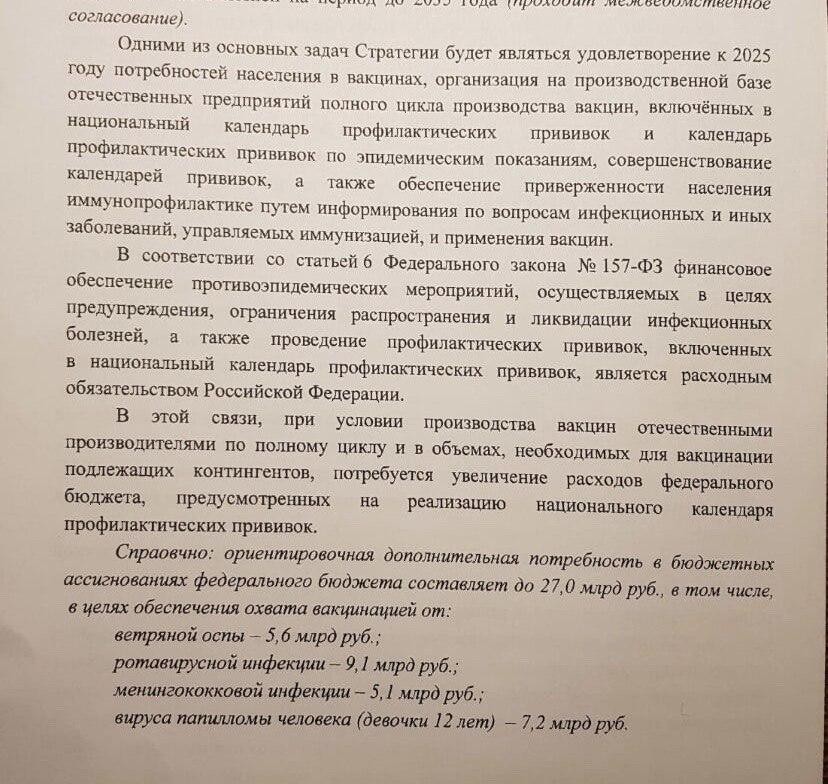 на период до 2035 года (проходит межведомственное
согласование).
Одними из основных задач Стратегии будет являться удовлетворение к 2025
году потребностей населения в вакцинах, организация на производственной базе
отечественных предприятий полного цикла производства вакцин, включённых в
национальный календарь профилактических прививок и календарь
профилактических прививок по эпидемическим показаниям, совершенствование
календарей прививок, а также обеспечение приверженности населения
иммунопрофилактике путем информирования по вопросам инфекционных и иных
заболеваний, управляемых иммунизацией, и применения вакцин.
В соответствии со статьей 6 Федерального закона № 157-ФЗ финансовое
обеспечение противоэпидемических мероприятий, осуществляемых в целях
предупреждения, ограничения распространения и ликвидации инфекционных
болезней, а также проведение профилактических прививок, включенных
в национальный календарь профилактических прививок, является расходным
обязательством Российской Федерации.
В этой связи, при условии производства вакцин отечественными
производителями по полному циклу и в объемах, необходимых для вакцинации
подлежащих контингентов, потребуется увеличение расходов федерального
бюджета, предусмотренных на реализацию национального календаря
профилактических прививок.
Спраовчно: ориентировочная дополнительная потребность в бюджетных
ассигнованиях федерального бюджета составляет до 27,0 млрд руб., в том числе,
в целях обеспечения охвата вакцинацией от:
ветряной оспы – 5,6 млрд руб.;
ротавирусной инфекции – 9,1 млрд руб.;
менингококковой инфекции – 5,1 млрд руб.;
вируса папилломы человека (девочки 12 лет) – 7,2 млрд руб.